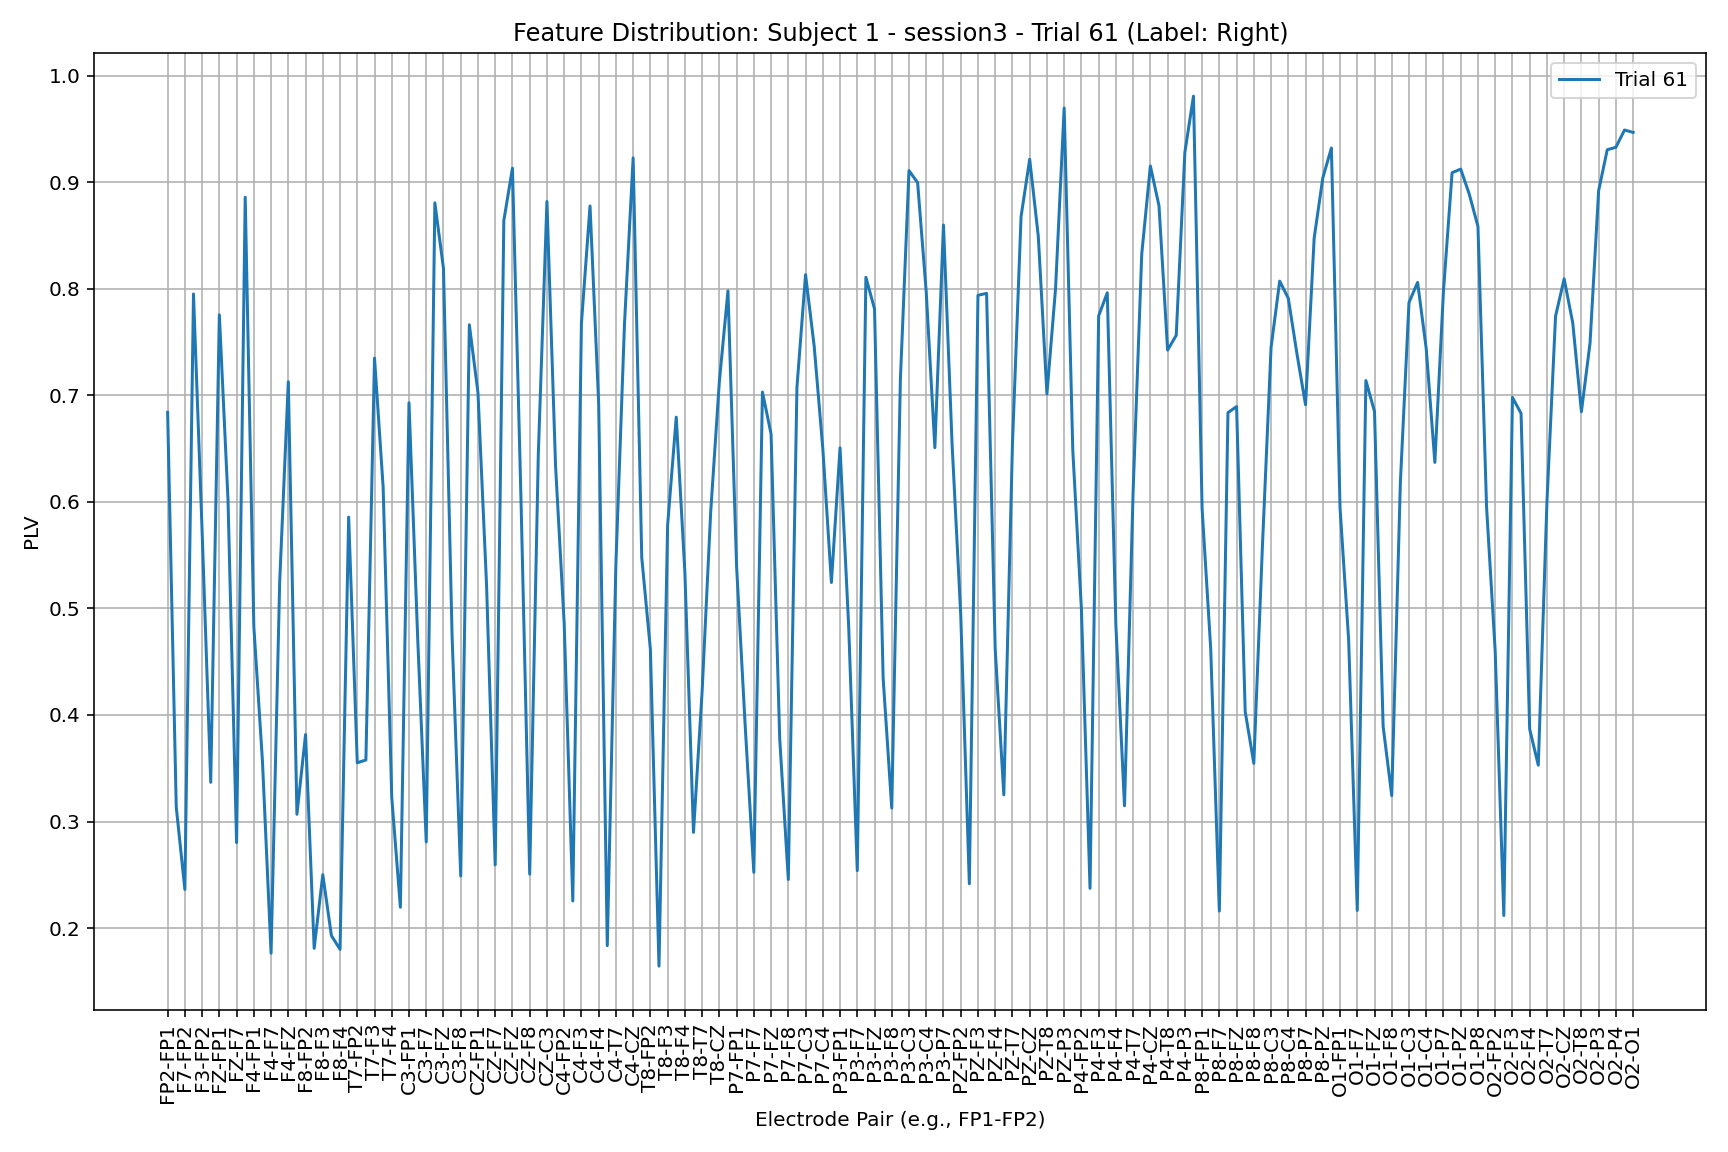 Feature Distribution: Subject 1 - session3 - Trial 61 (Label: Right)
Trial 61
1.0
0.9
0.8
0.7
0.6
0.5
0.4
0.3
0.2
PLV
FP2-FP1
F7-FP2
F3-FP2
FZ-FP1
FZ-F7
F4-FP1
F4-F7
F4-FZ
F8-FP2
F8-F3
F8-F4
T7-FP2
T7-F3
T7-F4
C3-FP1
C3-F7
C3-FZ
C3-F8
CZ-FP1
CZ-F7
CZ-FZ
CZ-F8
CZ-C3
C4-FP2
C4-F3
C4-F4
C4-T7
C4-CZ
T8-FP2
T8-F3
T8-F4
T8-T7
T8-CZ
P7-FP1
P7-F7
P7-FZ
P7-F8
P7-C3
P7-C4
P3-FP1
P3-F7
P3-FZ
P3-F8
P3-C3
P3-C4
P3-P7
PZ-FP2
PZ-F3
PZ-F4
PZ-T7
PZ-CZ
PZ-T8
PZ-P3
P4-FP2
P4-F3
P4-F4
P4-T7
P4-CZ
P4-T8
P4-P3
P8-FP1
P8-F7
P8-FZ
P8-F8
P8-C3
P8-C4
P8-P7
P8-PZ
O1-FP1
O1-F7
O1-FZ
O1-F8
O1-C3
O1-C4
O1-P7
O1-PZ
O1-P8
O2-FP2
O2-F3
O2-F4
O2-T7
O2-CZ
O2-T8
O2-P3
O2-P4
O2-O1
Electrode Pair (e.g., FP1-FP2)